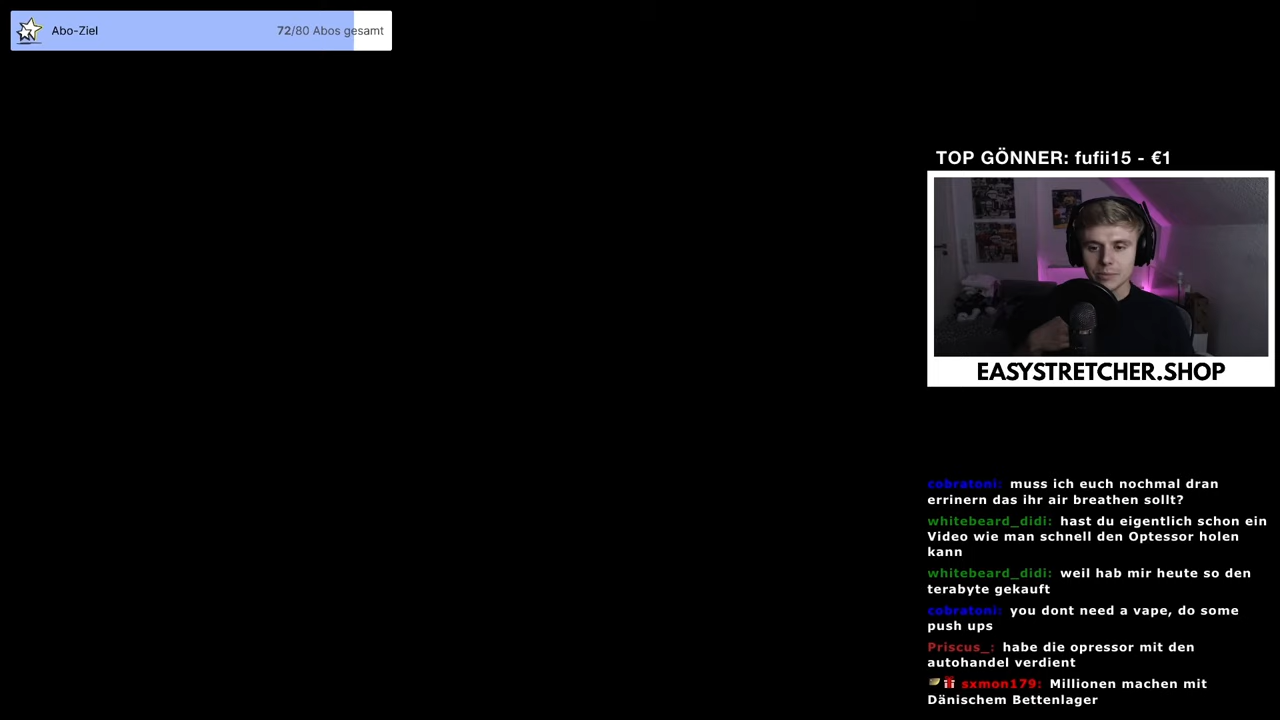 Abo-Ziel 72/80 Abos gesamt
TOP GÖNNER: fufii15 - €1
EASYSTRETCHER.SHOP
cobratoni: muss ich euch nochmal dran
errinern das ihr air breathen sollt?
whitebeard_didi: hast du eigentlich schon ein
Video wie man schnell den Optessor holen
kann
whitebeard_didi: weil hab mir heute so den
terabyte gekauft
cobratoni: you dont need a vape, do some
push ups
Priscus_: habe die opressor mit den
autohandel verdient
sxmon179: Millionen machen mit
Dänischem Bettenlager